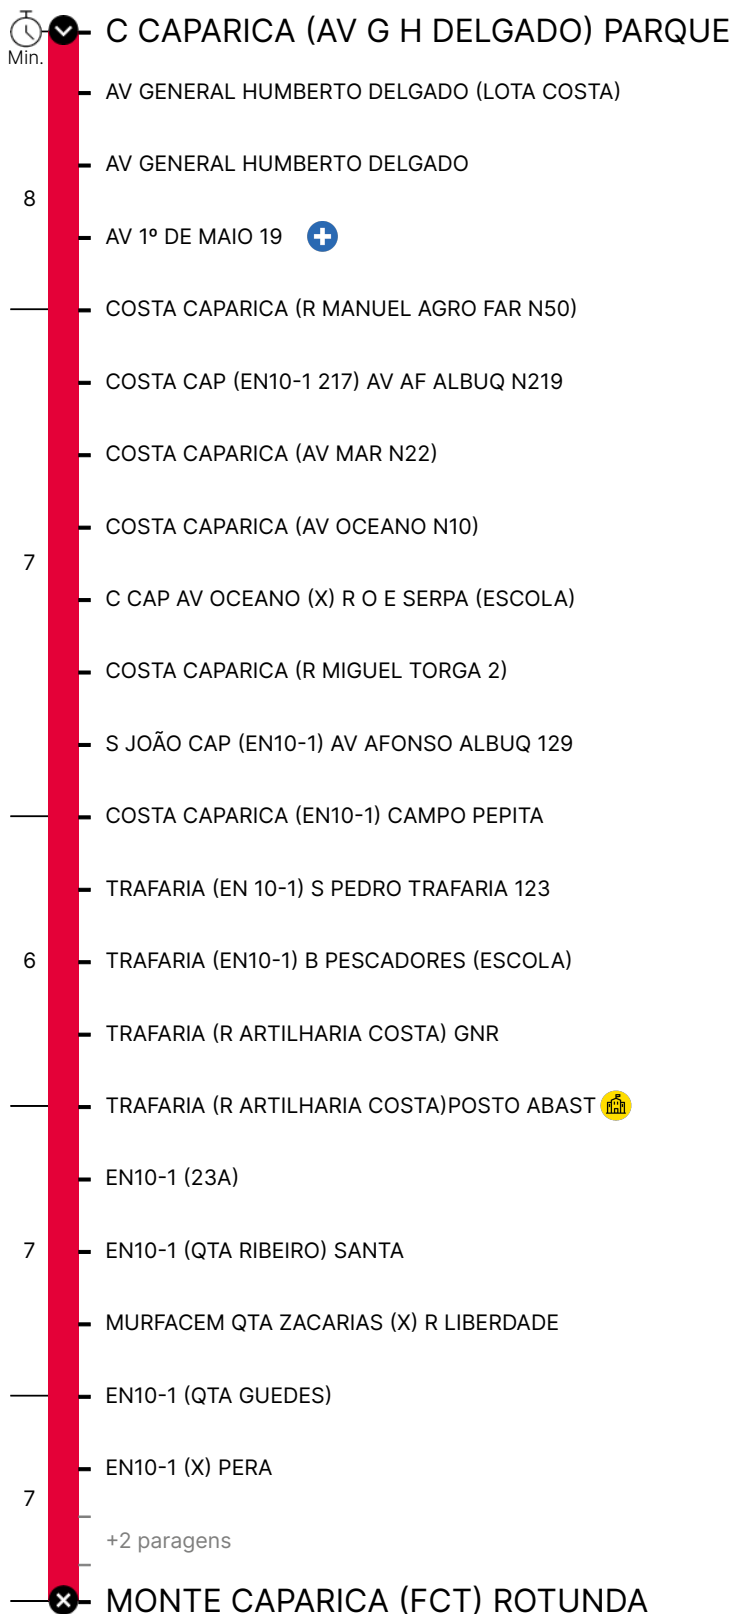 C CAPARICA (AV G H DELGADO) PARQUE
Min.
AV GENERAL HUMBERTO DELGADO (LOTA COSTA)
AV GENERAL HUMBERTO DELGADO
8
AV 1º DE MAIO 19
COSTA CAPARICA (R MANUEL AGRO FAR N50)
COSTA CAP (EN10-1 217) AV AF ALBUQ N219
COSTA CAPARICA (AV MAR N22)
COSTA CAPARICA (AV OCEANO N10)
7
C CAP AV OCEANO (X) R O E SERPA (ESCOLA)
COSTA CAPARICA (R MIGUEL TORGA 2)
S JOÃO CAP (EN10-1) AV AFONSO ALBUQ 129
COSTA CAPARICA (EN10-1) CAMPO PEPITA
TRAFARIA (EN 10-1) S PEDRO TRAFARIA 123
6
TRAFARIA (EN10-1) B PESCADORES (ESCOLA)
TRAFARIA (R ARTILHARIA COSTA) GNR
TRAFARIA (R ARTILHARIA COSTA)POSTO ABAST
EN10-1 (23A)
7
EN10-1 (QTA RIBEIRO) SANTA
MURFACEM QTA ZACARIAS (X) R LIBERDADE
EN10-1 (QTA GUEDES)
EN10-1 (X) PERA
7
+2 paragens
MONTE CAPARICA (FCT) ROTUNDA